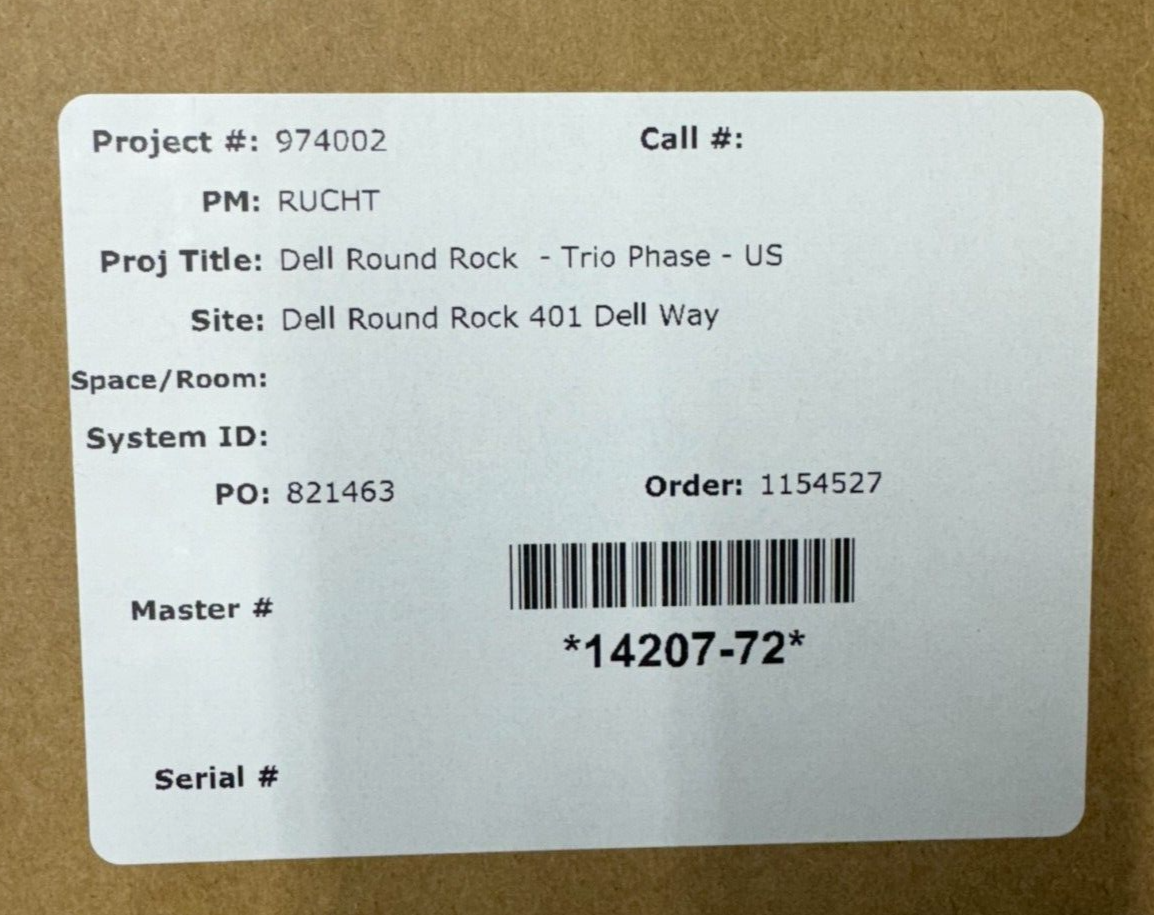 Project #: 974002 Call #:
PM: RUCHT
Proj Title: Dell Round Rock - Trio Phase - US
Site: Dell Round Rock 401 Dell Way
Space/Room:
System ID:
PO: 821463 Order: 1154527
Master #
*14207-72*
Serial #